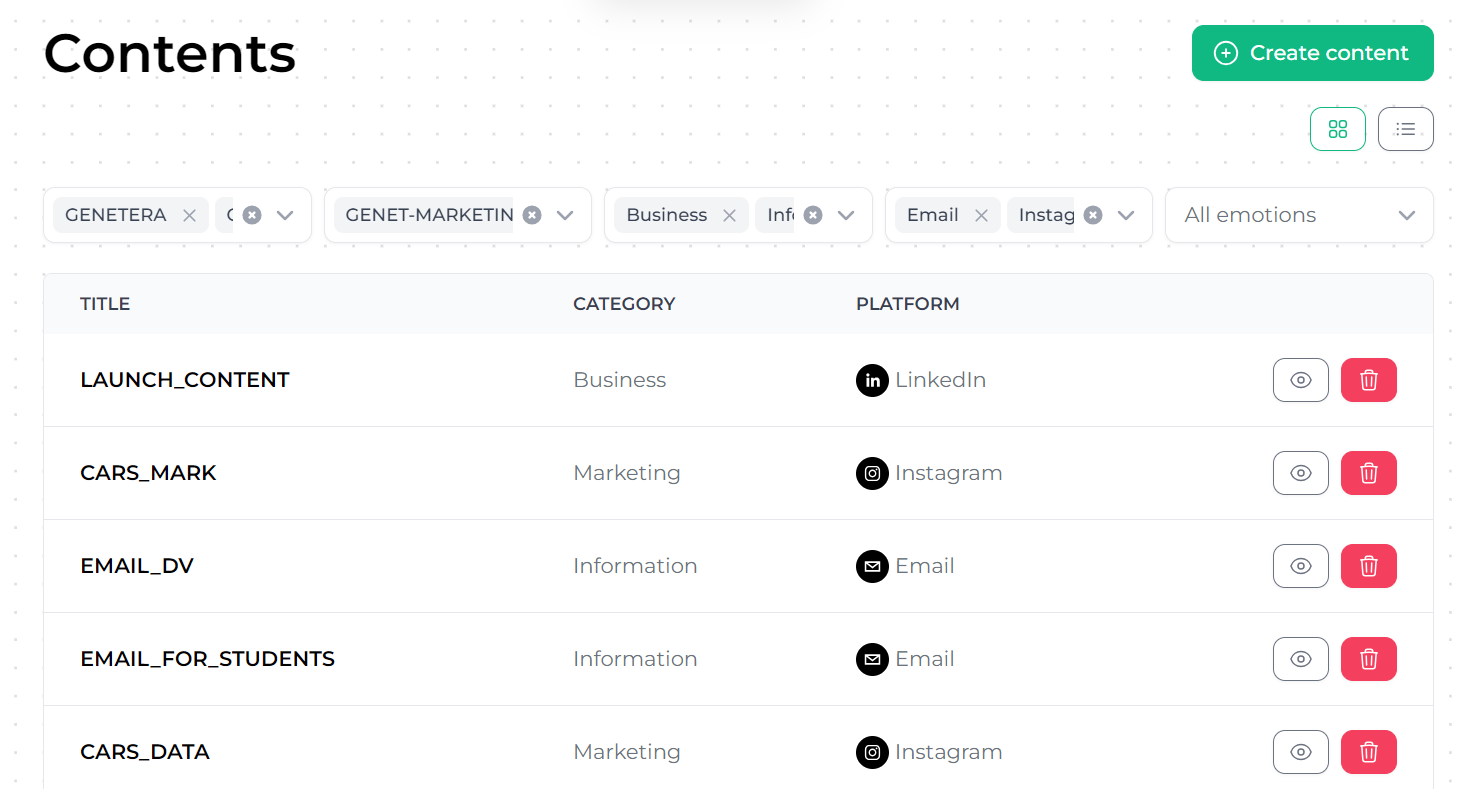 Contents
Create content
GENETERA
GENET-MARKETIN
Business
Email
Instag
All emotions
TITLE CATEGORY PLATFORM
LAUNCH_CONTENT Business in LinkedIn
CARS_MARK Marketing Instagram
EMAIL_DV Information Email
EMAIL_FOR_STUDENTS Information Email
CARS_DATA Marketing Instagram